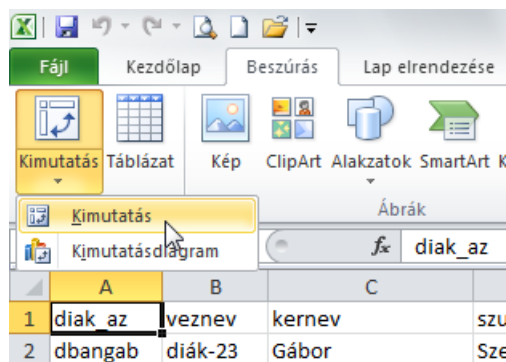 Fájl Kezdőlap Beszúrás Lap elrendezése
Kimutatás Táblázat Kép ClipArt Alakzatok SmartArt K
Ábrák
Kimutatás
Kimutatásdiagram
fx diak_az
A B C
1 diak_az veznev kernev szu
2 dbangab diák-23 Gábor Sze